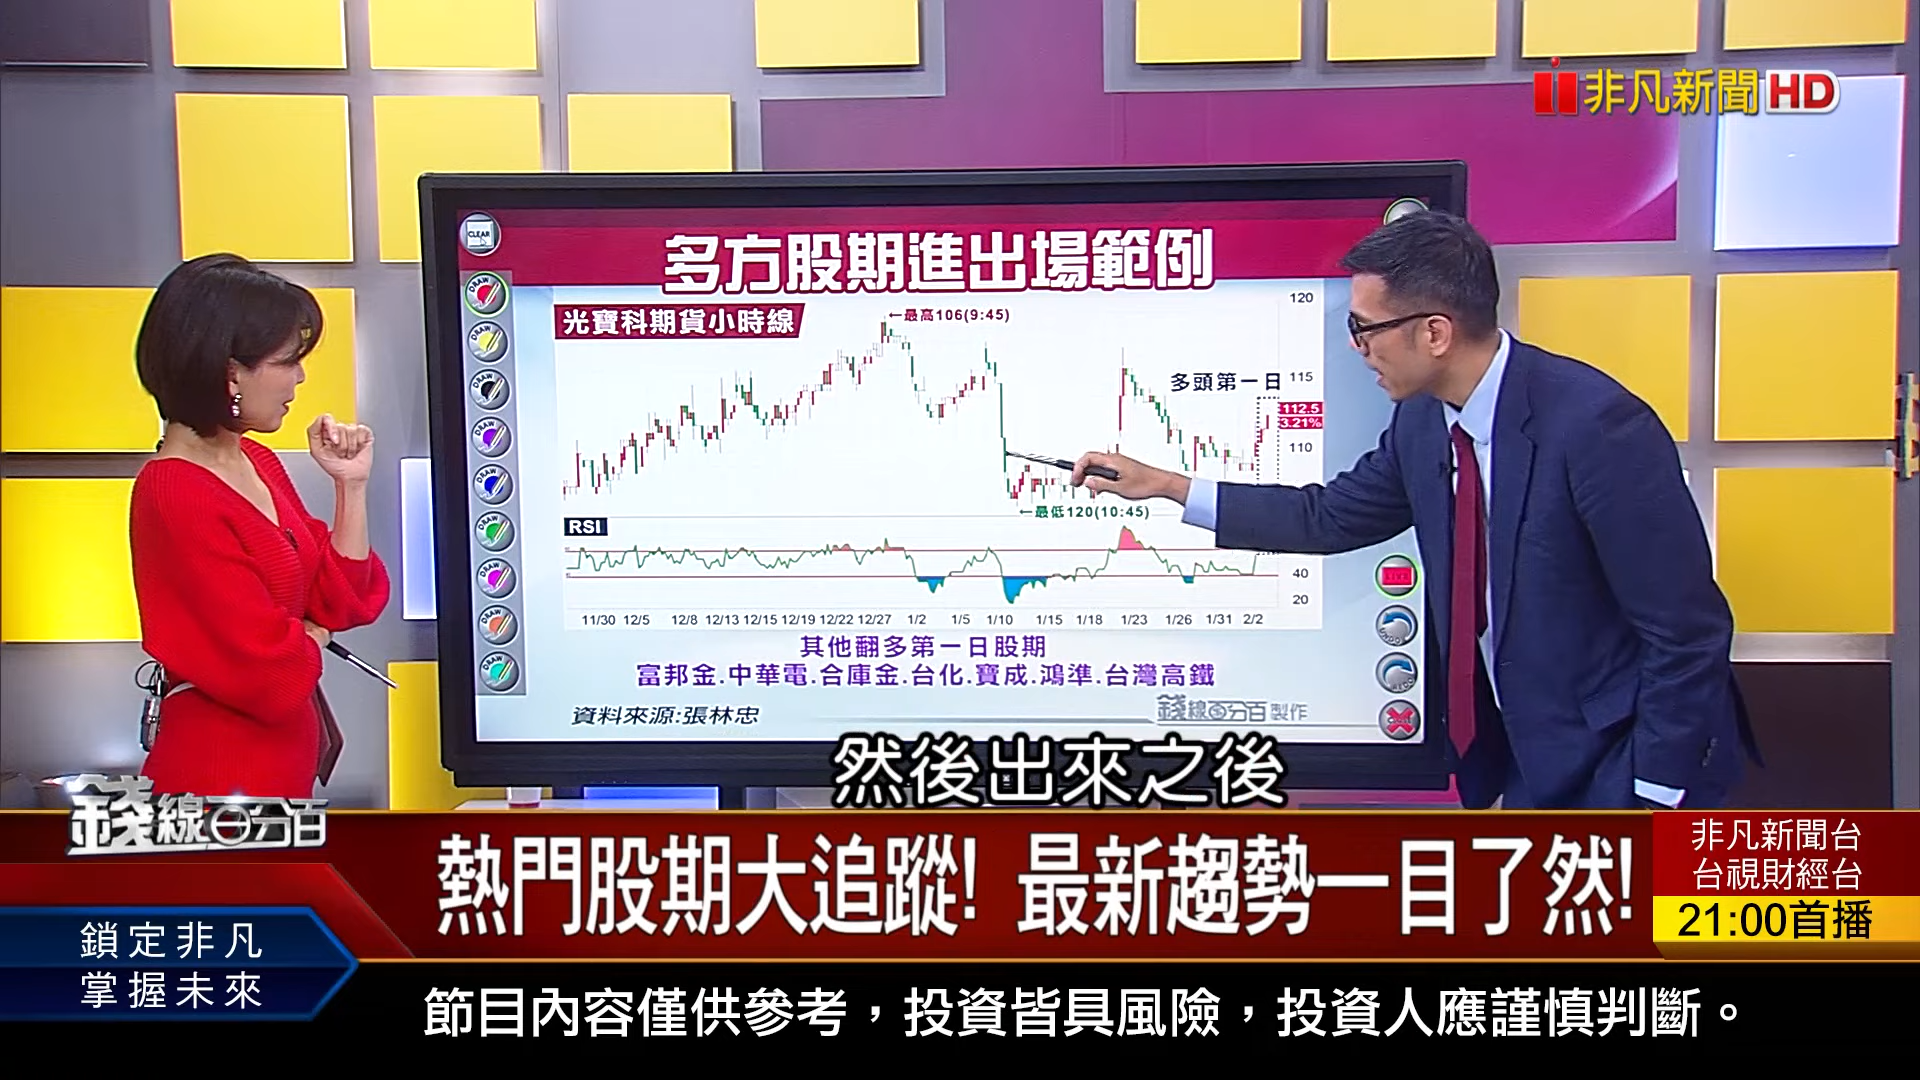 非凡新聞HD
CLEAR
多方股期進出場範例
光寶科期貨小時線
←最高106(9:45)
120
多頭第一日
115
112.5
3.21%
110
←最低120(10:45)
RSI
40
20
11/30 12/5 12/8 12/13 12/15 12/19 12/22 12/27 1/2 1/5 1/10 1/15 1/18 1/23 1/26 1/31 2/2
其他翻多第一日股期
富邦金.中華電.合庫金.台化.寶成.鴻準.台灣高鐵
資料來源:張林忠
錢線百分百製作
DRAW
DRAW
DRAW
DRAW
DRAW
DRAW
DRAW
DRAW
DRAW
然後出來之後
錢線百分百
熱門股期大追蹤! 最新趨勢一目了然!
非凡新聞台
台視財經台
21:00首播
鎖定非凡
掌握未來
節目內容僅供參考，投資皆具風險，投資人應謹慎判斷。